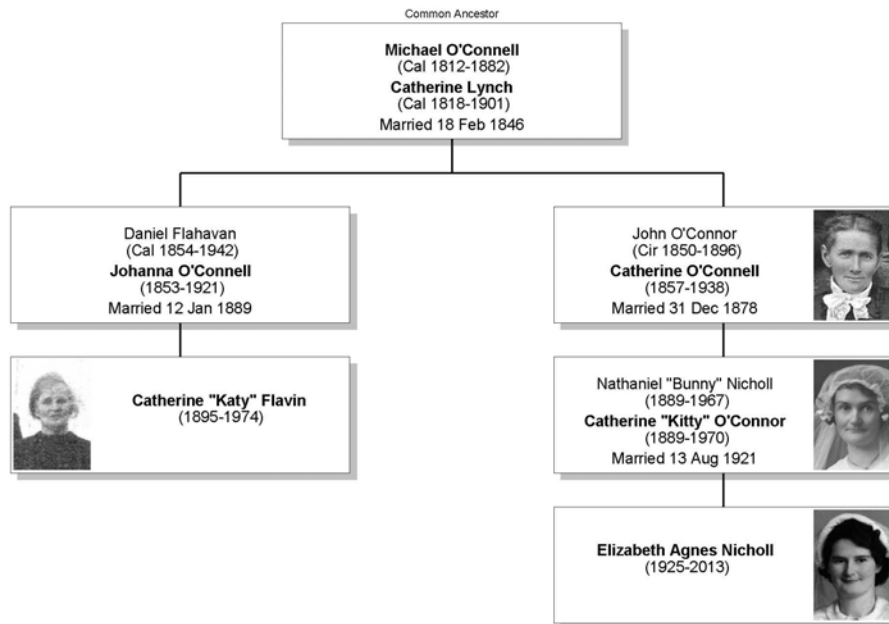 Common Ancestor
Michael O'Connell
(Cal 1812-1882)
Catherine Lynch
(Cal 1818-1901)
Married 18 Feb 1846
Daniel Flahavan
(Cal 1854-1942)
Johanna O'Connell
(1853-1921)
Married 12 Jan 1889
John O'Connor
(Cir 1850-1896)
Catherine O'Connell
(1857-1938)
Married 31 Dec 1878
Catherine "Katy" Flavin
(1895-1974)
Nathaniel "Bunny" Nicholl
(1889-1967)
Catherine "Kitty" O'Connor
(1889-1970)
Married 13 Aug 1921
Elizabeth Agnes Nicholl
(1925-2013)